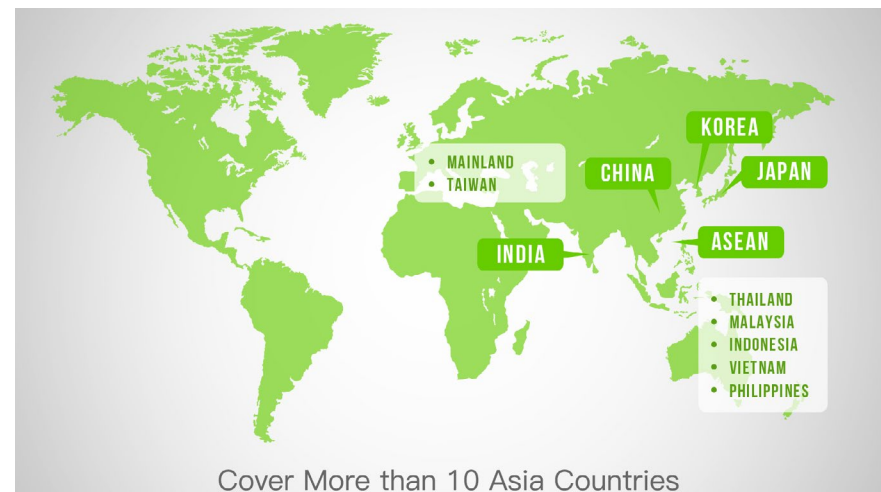 KOREA
MAINLAND
TAIWAN
CHINA
JAPAN
INDIA
ASEAN
THAILAND
MALAYSIA
INDONESIA
VIETNAM
PHILIPPINES
Cover More than 10 Asia Countries